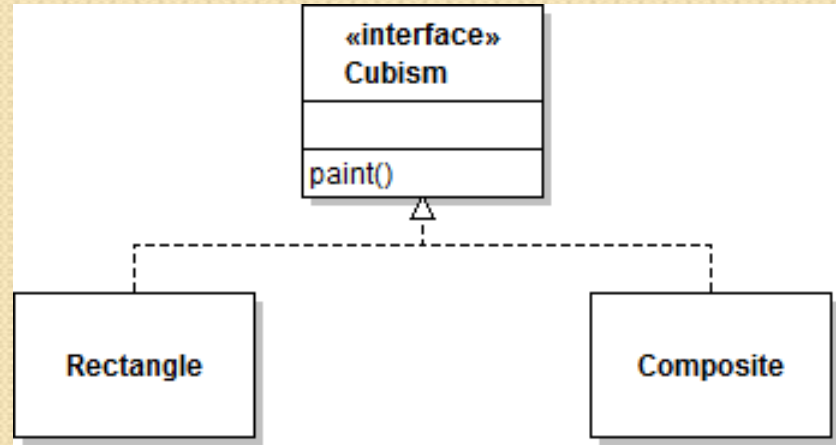 «interface»
Cubism
paint()
Rectangle
Composite